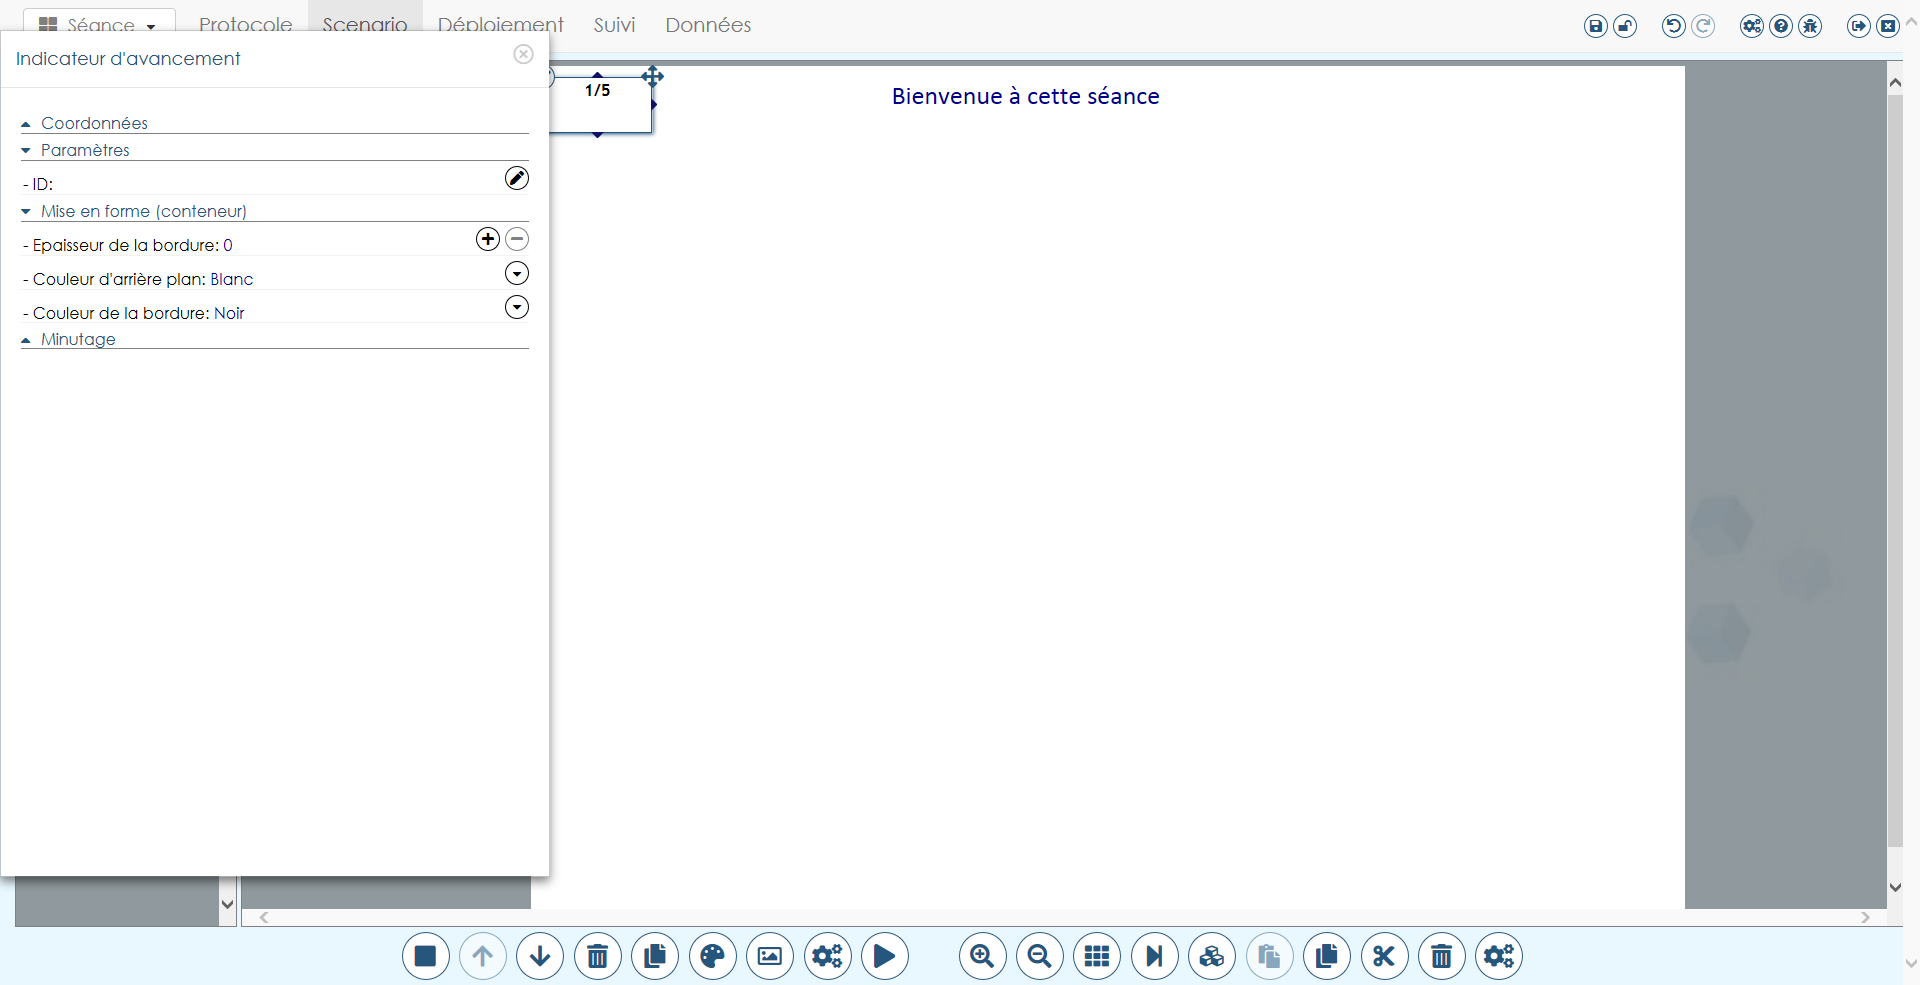 Séance
Protocole
Scenario
Déploiement
Suivi
Données
Indicateur d'avancement
Coordonnées
Paramètres
- ID:
Mise en forme (conteneur)
- Epaisseur de la bordure: 0
- Couleur d'arrière plan: Blanc
- Couleur de la bordure: Noir
Minutage
1/5
Bienvenue à cette séance